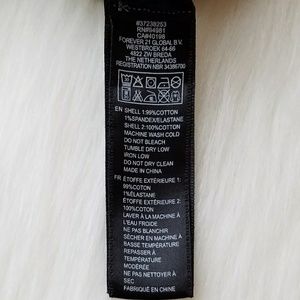 #37238253
RN#94981
CA#40198
FOREVER 21 GLOBAL B.V.
WESTBROEK 64-66
4822 ZW BREDA
THE NETHERLANDS
REGISTRATION NBR 34386700
EN SHELL 1:99%COTTON
1%SPANDEX/ELASTANE
SHELL 2:100%COTTON
MACHINE WASH COLD
DO NOT BLEACH
TUMBLE DRY LOW
IRON LOW
DO NOT DRY CLEAN
MADE IN CHINA
FR ÉTOFFE EXTÉRIEURE 1:
99%COTON
1%ÉLASTANE
ÉTOFFE EXTÉRIEURE 2:
100%COTON
LAVER À LA MACHINE À
L'EAU FROIDE
NE PAS BLANCHIR
SÉCHER EN MACHINE À
BASSE TEMPÉRATURE
REPASSER À
TEMPÉRATURE
MODÉRÉE
NE PAS NETTOYER À
SEC
FABRIQUÉ EN CHINE